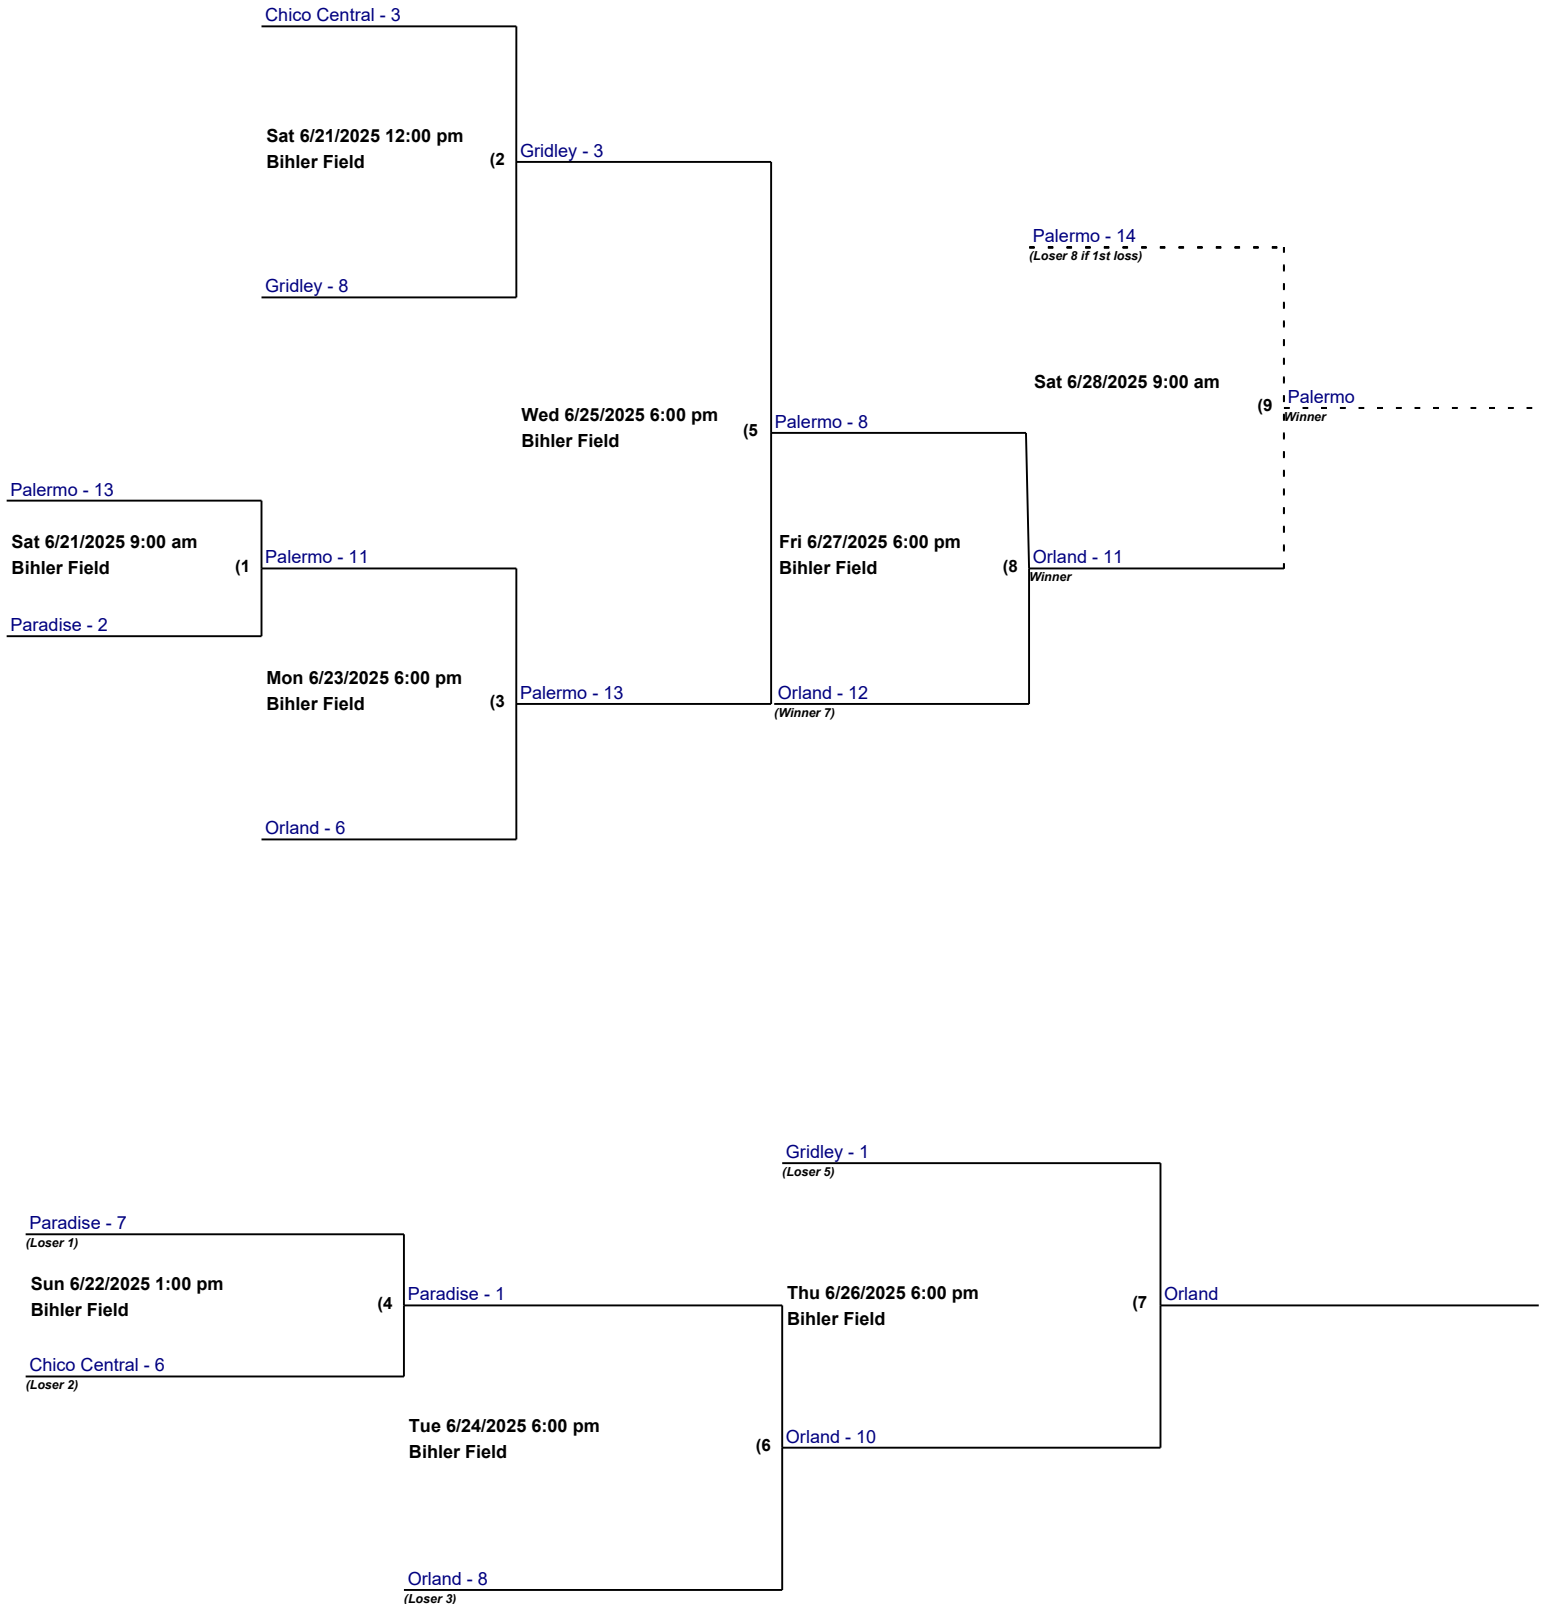 Chico Central - 3
Sat 6/21/2025 12:00 pm
Bihler Field
(2
Gridley - 3
Gridley - 8
Palermo - 14
(Loser 8 if 1st loss)
Sat 6/28/2025 9:00 am
(9
Palermo
Winner
Wed 6/25/2025 6:00 pm
Bihler Field
(5
Palermo - 8
Palermo - 13
Sat 6/21/2025 9:00 am
Bihler Field
(1
Palermo - 11
Paradise - 2
Fri 6/27/2025 6:00 pm
Bihler Field
(8
Orland - 11
Winner
Mon 6/23/2025 6:00 pm
Bihler Field
(3
Palermo - 13
Orland - 12
(Winner 7)
Orland - 6
Gridley - 1
(Loser 5)
Paradise - 7
(Loser 1)
Sun 6/22/2025 1:00 pm
Bihler Field
(4
Paradise - 1
Thu 6/26/2025 6:00 pm
Bihler Field
(7
Orland
Chico Central - 6
(Loser 2)
Tue 6/24/2025 6:00 pm
Bihler Field
(6
Orland - 10
Orland - 8
(Loser 3)